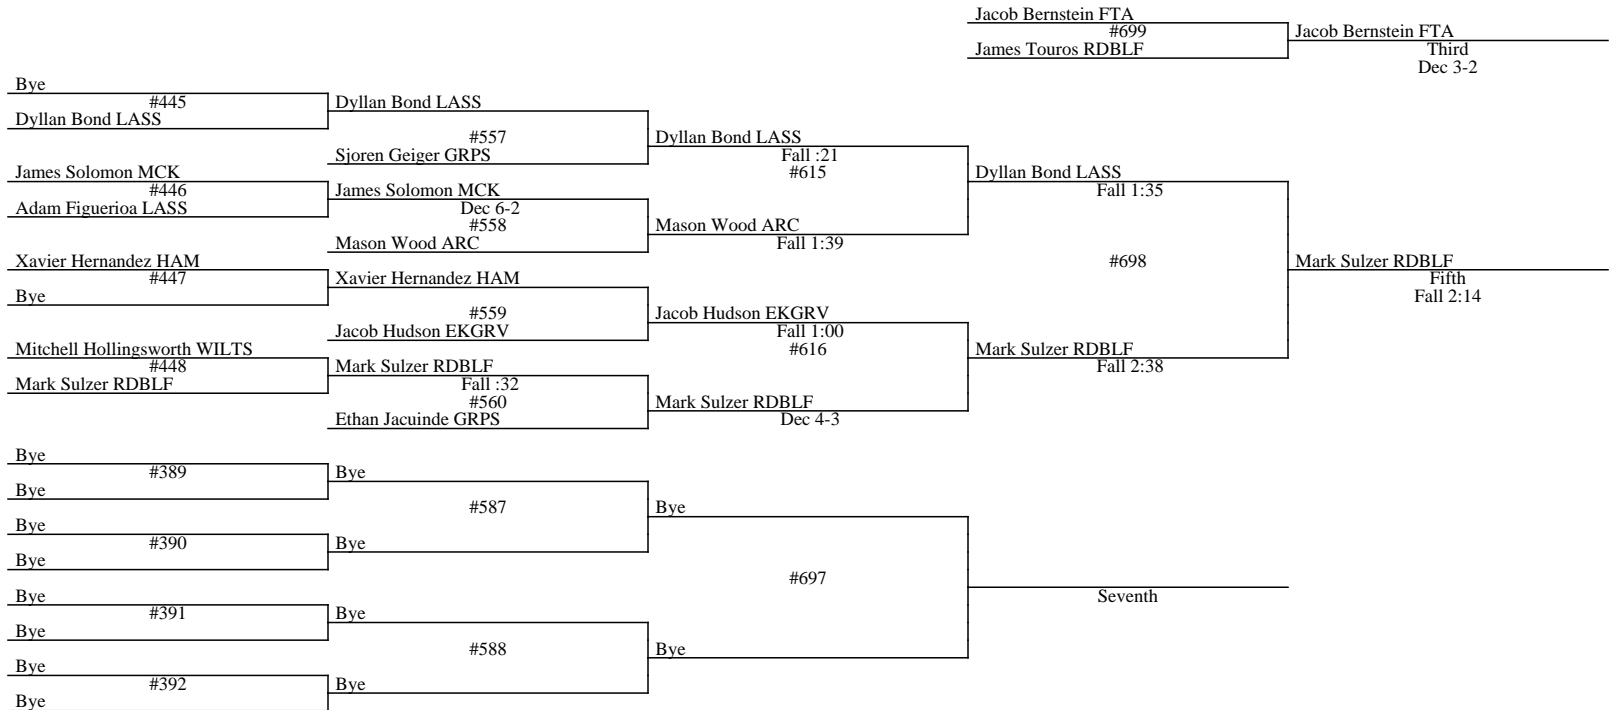 Jacob Bernstein FTA
#699
James Touros RDBLF
Jacob Bernstein FTA
Third
Dec 3-2
Bye
#445
Dyllan Bond LASS
Dyllan Bond LASS
#557
Sjoren Geiger GRPS
Dyllan Bond LASS
Fall :21
#615
James Solomon MCK
#446
Adam Figuerioa LASS
James Solomon MCK
Dec 6-2
#558
Mason Wood ARC
Mason Wood ARC
Fall 1:39
Dyllan Bond LASS
Fall 1:35
#698
Xavier Hernandez HAM
#447
Bye
Xavier Hernandez HAM
#559
Jacob Hudson EKGRV
Jacob Hudson EKGRV
Fall 1:00
#616
Mitchell Hollingsworth WILTS
#448
Mark Sulzer RDBLF
Mark Sulzer RDBLF
Fall :32
#560
Ethan Jacuinde GRPS
Mark Sulzer RDBLF
Dec 4-3
Mark Sulzer RDBLF
Fall 2:38
Mark Sulzer RDBLF
Fifth
Fall 2:14
Bye
#389
Bye
Bye
#587
Bye
#390
Bye
Bye
Bye
#697
Bye
#391
Bye
Bye
#588
Bye
#392
Bye
Bye
Bye
Seventh